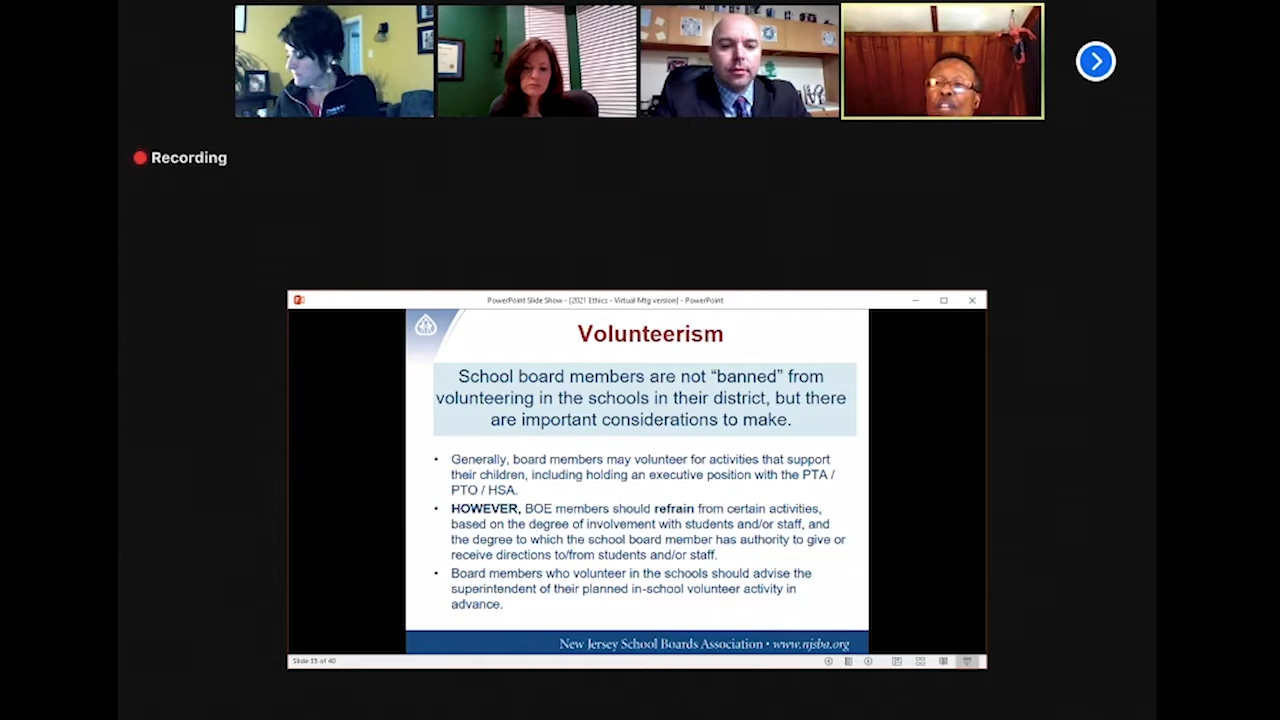 Recording
PowerPoint Slide Show - [2021 Ethics - Virtual Mtg version] - PowerPoint
Volunteerism
School board members are not “banned” from
volunteering in the schools in their district, but there
are important considerations to make.
• Generally, board members may volunteer for activities that support
their children, including holding an executive position with the PTA /
PTO / HSA.
• HOWEVER, BOE members should refrain from certain activities,
based on the degree of involvement with students and/or staff, and
the degree to which the school board member has authority to give or
receive directions to/from students and/or staff.
• Board members who volunteer in the schools should advise the
superintendent of their planned in-school volunteer activity in
advance.
New Jersey School Boards Association • www.njsba.org
Slide 35 of 40